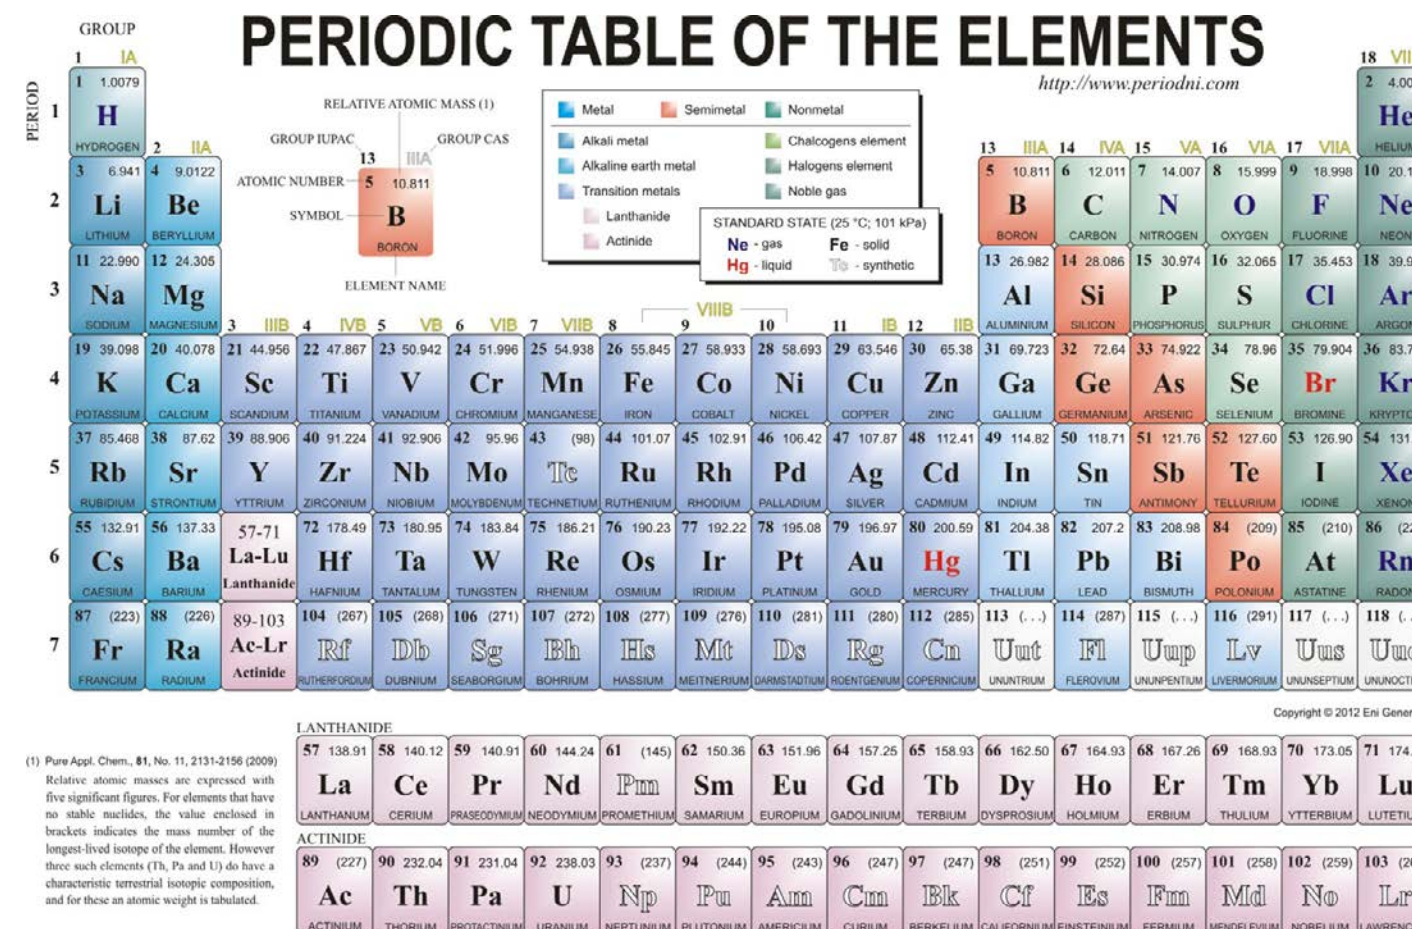 PERIODIC TABLE OF THE ELEMENTS
http://www.periodni.com
GROUP
PERIOD
1 IA
18 VII
1 1.0079
H
HYDROGEN
2 4.00
He
HELIUM
RELATIVE ATOMIC MASS (1)
GROUP IUPAC
GROUP CAS
13 IIIA
ATOMIC NUMBER
5 10.811
SYMBOL
B
BORON
ELEMENT NAME
Metal Semimetal Nonmetal
Alkali metal Chalcogens element
Alkaline earth metal Halogens element
Transition metals Noble gas
Lanthanide
Actinide
STANDARD STATE (25 °C; 101 kPa)
Ne - gas Fe - solid
Hg - liquid Tc - synthetic
2 IIA 13 IIIA 14 IVA 15 VA 16 VIA 17 VIIA
2
3 6.941 4 9.0122 5 10.811 6 12.011 7 14.007 8 15.999 9 18.998 10 20.1
Li Be B C N O F Ne
LITHIUM BERYLLIUM BORON CARBON NITROGEN OXYGEN FLUORINE NEON
3
11 22.990 12 24.305 13 26.982 14 28.086 15 30.974 16 32.065 17 35.453 18 39.9
Na Mg Al Si P S Cl Ar
SODIUM MAGNESIUM ALUMINIUM SILICON PHOSPHORUS SULPHUR CHLORINE ARGON
3 IIIB 4 IVB 5 VB 6 VIB 7 VIIB 8 9 VIIIB 10 11 IB 12 IIB
4
19 39.098 20 40.078 21 44.956 22 47.867 23 50.942 24 51.996 25 54.938 26 55.845 27 58.933 28 58.693 29 63.546 30 65.38 31 69.723 32 72.64 33 74.922 34 78.96 35 79.904 36 83.7
K Ca Sc Ti V Cr Mn Fe Co Ni Cu Zn Ga Ge As Se Br Kr
POTASSIUM CALCIUM SCANDIUM TITANIUM VANADIUM CHROMIUM MANGANESE IRON COBALT NICKEL COPPER ZINC GALLIUM GERMANIUM ARSENIC SELENIUM BROMINE KRYPTO
5
37 85.468 38 87.62 39 88.906 40 91.224 41 92.906 42 95.96 43 (98) 44 101.07 45 102.91 46 106.42 47 107.87 48 112.41 49 114.82 50 118.71 51 121.76 52 127.60 53 126.90 54 131.
Rb Sr Y Zr Nb Mo Tc Ru Rh Pd Ag Cd In Sn Sb Te I Xe
RUBIDIUM STRONTIUM YTTRIUM ZIRCONIUM NIOBIUM MOLYBDENUM TECHNETIUM RUTHENIUM RHODIUM PALLADIUM SILVER CADMIUM INDIUM TIN ANTIMONY TELLURIUM IODINE XENON
6
55 132.91 56 137.33 57-71 72 178.49 73 180.95 74 183.84 75 186.21 76 190.23 77 192.22 78 195.08 79 196.97 80 200.59 81 204.38 82 207.2 83 208.98 84 (209) 85 (210) 86 (22
Cs Ba La-Lu Hf Ta W Re Os Ir Pt Au Hg Tl Pb Bi Po At Rn
CAESIUM BARIUM Lanthanide HAFNIUM TANTALUM TUNGSTEN RHENIUM OSMIUM IRIDIUM PLATINUM GOLD MERCURY THALLIUM LEAD BISMUTH POLONIUM ASTATINE RADON
7
87 (223) 88 (226) 89-103 104 (267) 105 (268) 106 (271) 107 (272) 108 (277) 109 (276) 110 (281) 111 (280) 112 (285) 113 (...) 114 (287) 115 (...) 116 (291) 117 (...) 118 (.
Fr Ra Ac-Lr Rf Db Sg Bh Hs Mt Ds Rg Cn Uut Fl Uup Lv Uus Uuo
FRANCIUM RADIUM Actinide RUTHERFORDIUM DUBNIUM SEABORGIUM BOHRIUM HASSIUM MEITNERIUM DARMSTADTIUM ROENTGENIUM COPERNICIUM UNUNTRIUM FLEROVIUM UNUNPENTIUM LIVERMORIUM UNUNSEPTIUM UNUNOCTI
Copyright © 2012 Eni Gener
LANTHANIDE
57 138.91 58 140.12 59 140.91 60 144.24 61 (145) 62 150.36 63 151.96 64 157.25 65 158.93 66 162.50 67 164.93 68 167.26 69 168.93 70 173.05 71 174.
La Ce Pr Nd Pm Sm Eu Gd Tb Dy Ho Er Tm Yb Lu
LANTHANUM CERIUM PRASEODYMIUM NEODYMIUM PROMETHIUM SAMARIUM EUROPIUM GADOLINIUM TERBIUM DYSPROSIUM HOLMIUM ERBIUM THULIUM YTTERBIUM LUTETIU
ACTINIDE
89 (227) 90 232.04 91 231.04 92 238.03 93 (237) 94 (244) 95 (243) 96 (247) 97 (247) 98 (251) 99 (252) 100 (257) 101 (258) 102 (259) 103 (26
Ac Th Pa U Np Pu Am Cm Bk Cf Es Fm Md No Lr
ACTINIUM THORIUM PROTACTINIUM URANIUM NEPTUNIUM PLUTONIUM AMERICIUM CURIUM BERKELIUM CALIFORNIUM EINSTEINIUM FERMIUM MENDELEVIUM NOBELIUM LAWRENC
(1) Pure Appl. Chem., 81, No. 11, 2131-2156 (2009)
Relative atomic masses are expressed with
five significant figures. For elements that have
no stable nuclides, the value enclosed in
brackets indicates the mass number of the
longest-lived isotope of the element. However
three such elements (Th, Pa and U) do have a
characteristic terrestrial isotopic composition,
and for these an atomic weight is tabulated.